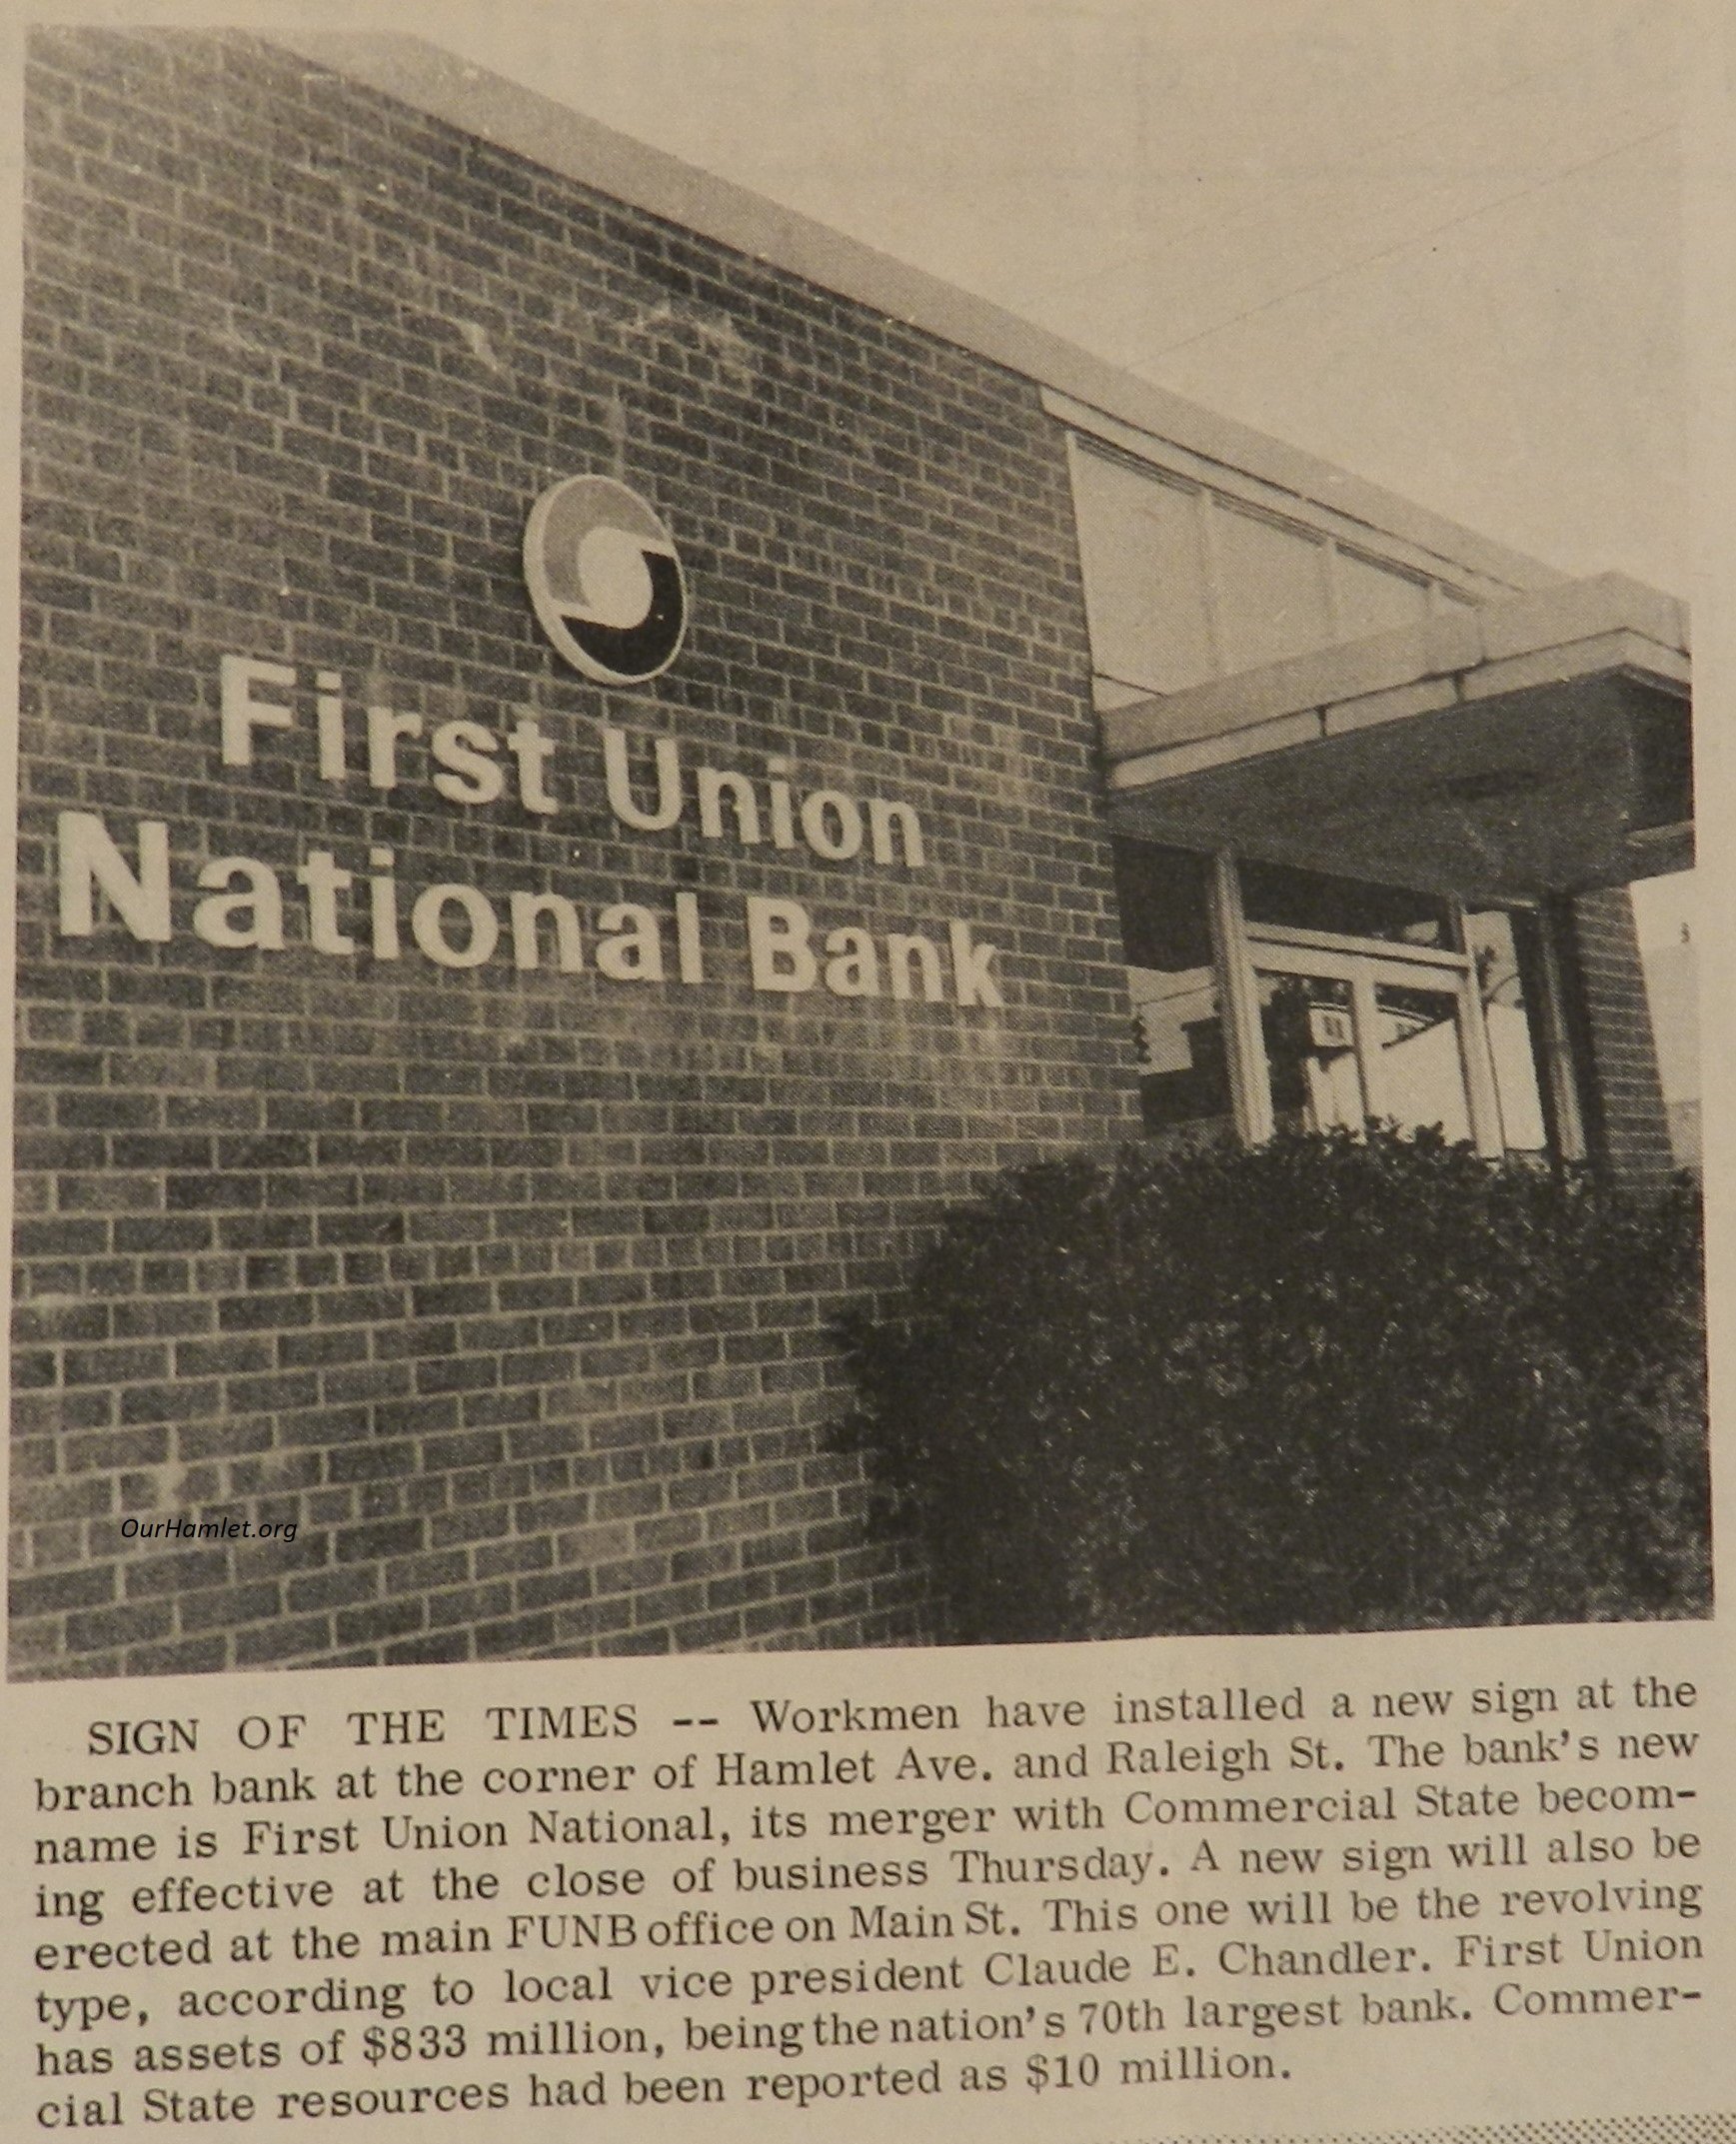 First Union
National Bank
OurHamlet.org
SIGN OF THE TIMES -- Workmen have installed a new sign at the
branch bank at the corner of Hamlet Ave. and Raleigh St. The bank's new
name is First Union National, its merger with Commercial State becom-
ing effective at the close of business Thursday. A new sign will also be
erected at the main FUNB office on Main St. This one will be the revolving
type, according to local vice president Claude E. Chandler. First Union
has assets of $833 million, being the nation's 70th largest bank. Commer-
cial State resources had been reported as $10 million.